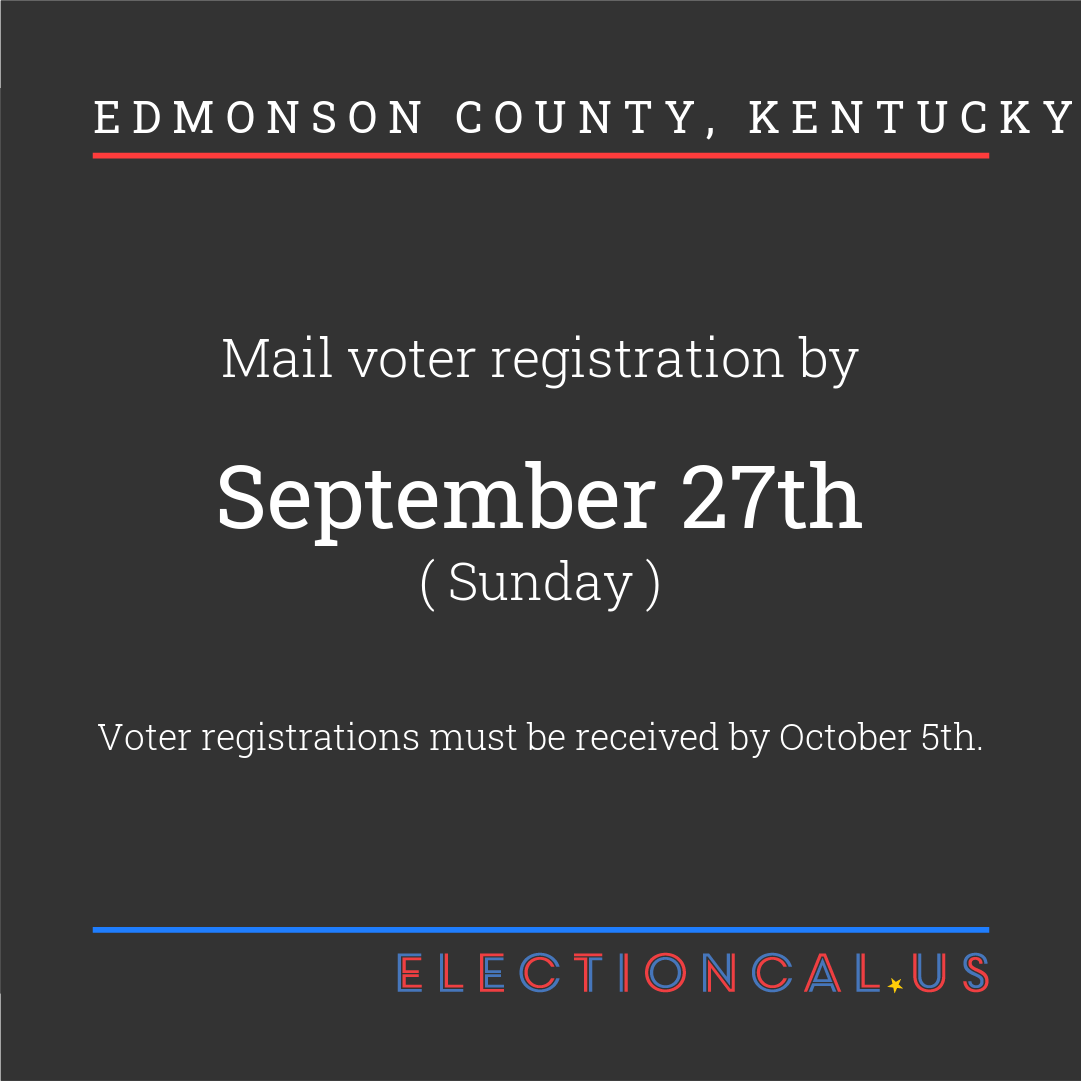 EDMONSON COUNTY, KENTUCKY
Mail voter registration by
September 27th
( Sunday )
Voter registrations must be received by October 5th.
ELECTIONCAL.US